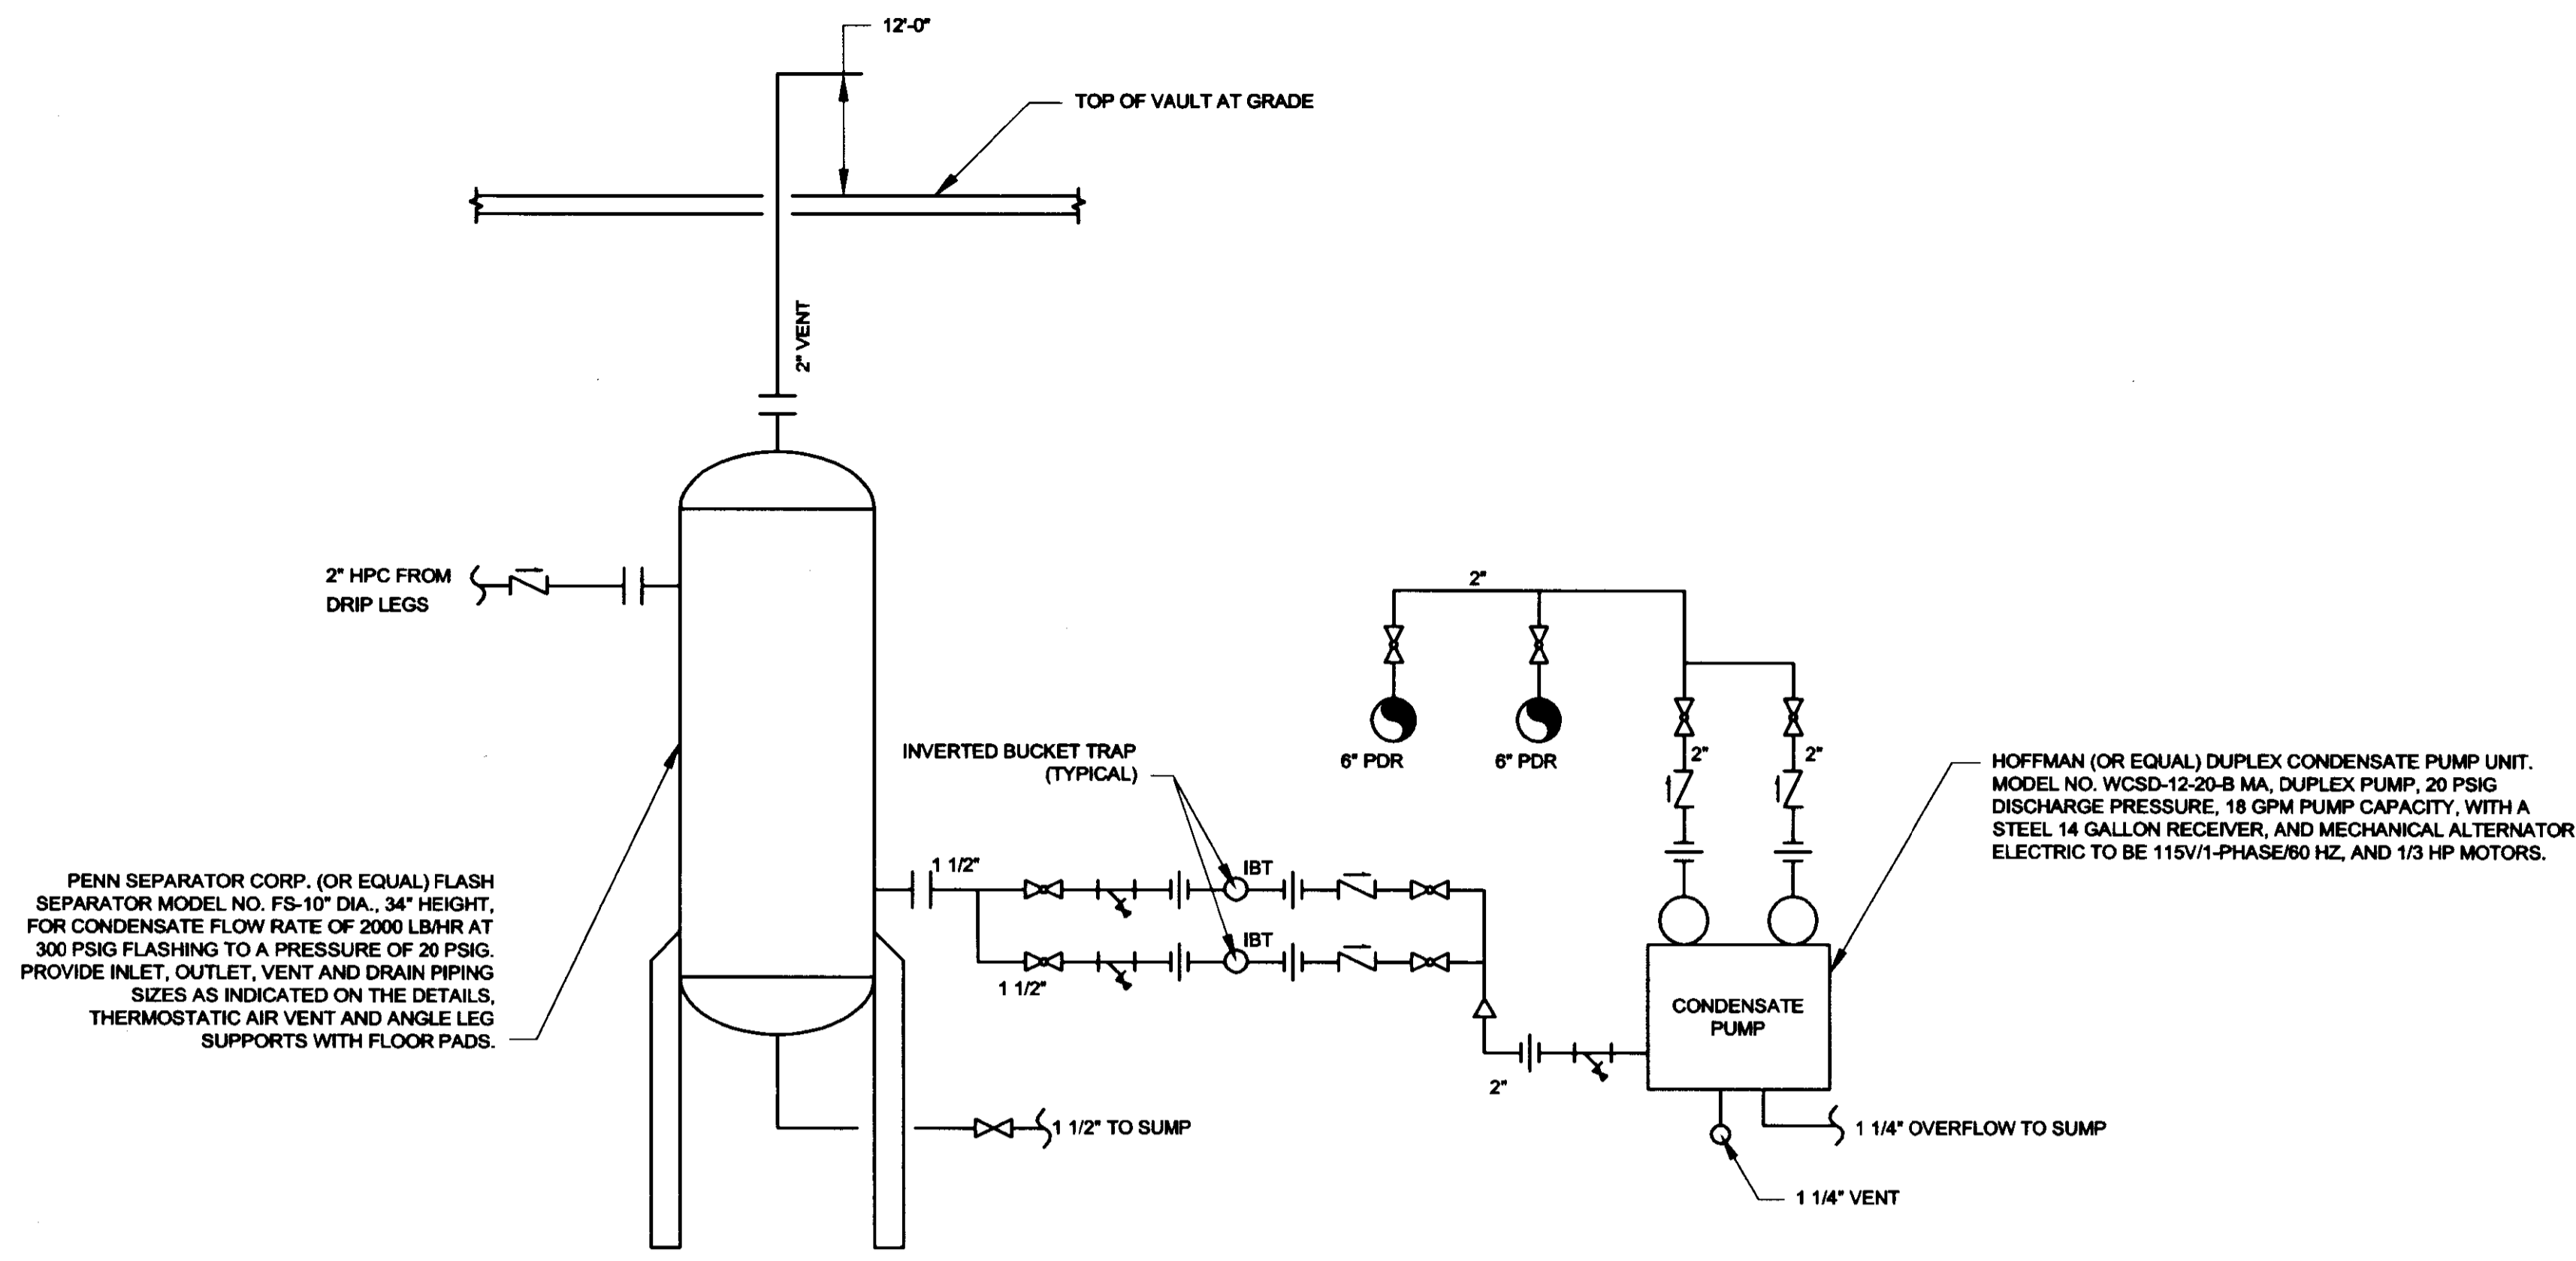 12'-0"
TOP OF VAULT AT GRADE
2" VENT
2" HPC FROM
DRIP LEGS
2"
6" PDR
6" PDR
2"
2"
INVERTED BUCKET TRAP
(TYPICAL)
HOFFMAN (OR EQUAL) DUPLEX CONDENSATE PUMP UNIT.
MODEL NO. WCSD-12-20-B MA, DUPLEX PUMP, 20 PSIG
DISCHARGE PRESSURE, 18 GPM PUMP CAPACITY, WITH A
STEEL 14 GALLON RECEIVER, AND MECHANICAL ALTERNATOR
ELECTRIC TO BE 115V/1-PHASE/60 HZ, AND 1/3 HP MOTORS.
PENN SEPARATOR CORP. (OR EQUAL) FLASH
SEPARATOR MODEL NO. FS-10" DIA., 34" HEIGHT,
FOR CONDENSATE FLOW RATE OF 2000 LB/HR AT
300 PSIG FLASHING TO A PRESSURE OF 20 PSIG.
PROVIDE INLET, OUTLET, VENT AND DRAIN PIPING
SIZES AS INDICATED ON THE DETAILS,
THERMOSTATIC AIR VENT AND ANGLE LEG
SUPPORTS WITH FLOOR PADS.
1 1/2"
IBT
IBT
1 1/2"
CONDENSATE
PUMP
2"
1 1/2" TO SUMP
1 1/4" OVERFLOW TO SUMP
1 1/4" VENT